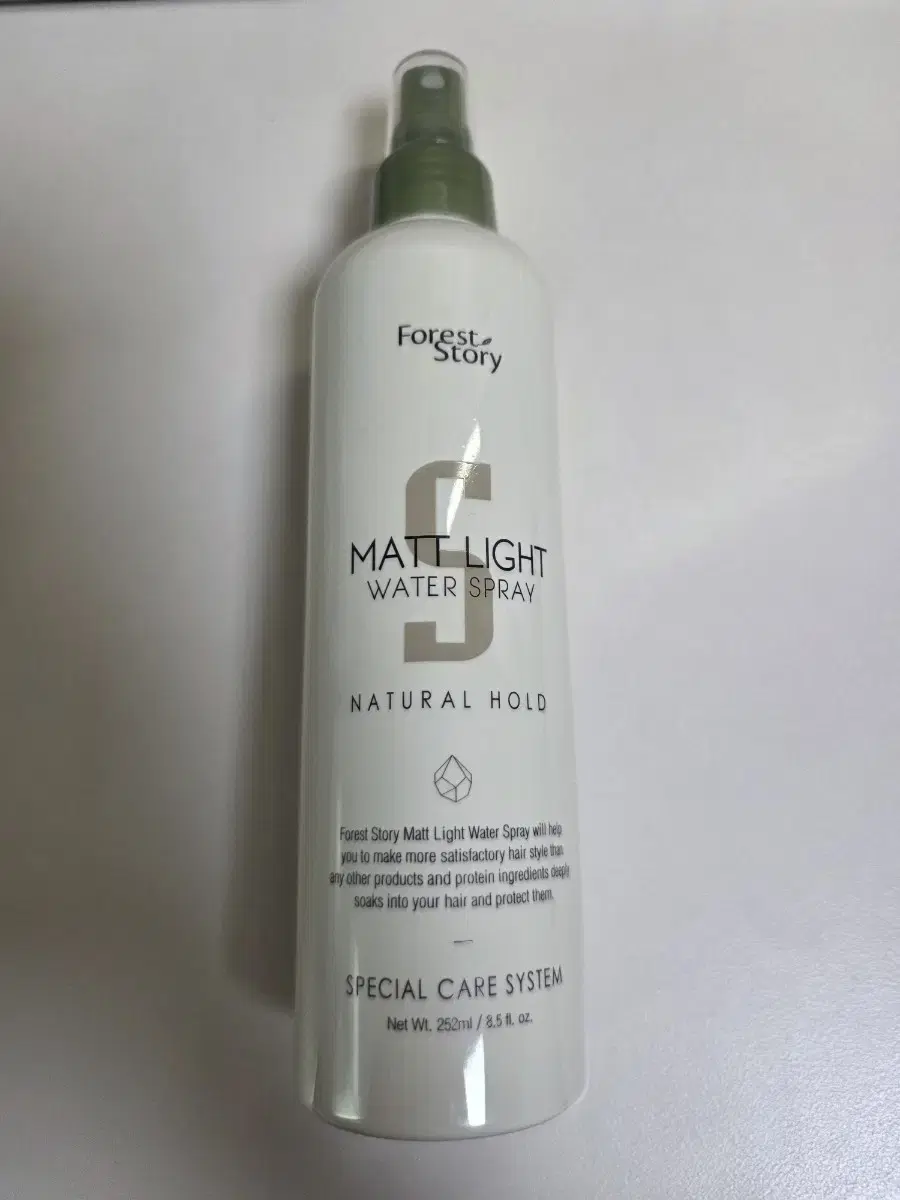 Forest
Story
S
MATT LIGHT
WATER SPRAY
NATURAL HOLD
Forest Story Matt Light Water Spray will help
you to make more satisfactory hair style than
any other products and protein ingredients deeply
soaks into your hair and protect them.
SPECIAL CARE SYSTEM
Net Wt. 252ml / 8.5 fl. oz.